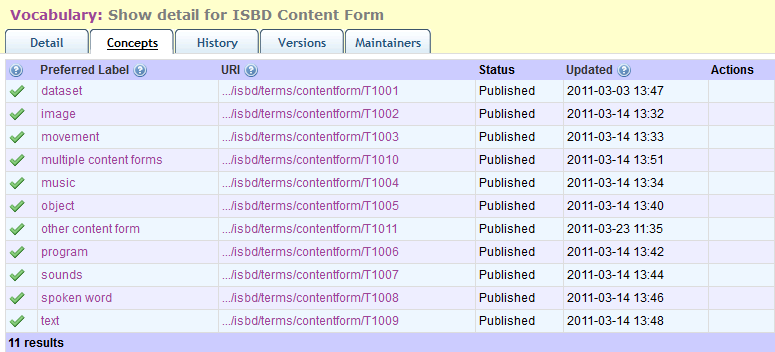 Vocabulary: Show detail for ISBD Content Form
Detail Concepts History Versions Maintainers
Preferred Label URI Status Updated Actions
dataset .../isbd/terms/contentform/T1001 Published 2011-03-03 13:47
image .../isbd/terms/contentform/T1002 Published 2011-03-14 13:32
movement .../isbd/terms/contentform/T1003 Published 2011-03-14 13:33
multiple content forms .../isbd/terms/contentform/T1010 Published 2011-03-14 13:51
music .../isbd/terms/contentform/T1004 Published 2011-03-14 13:34
object .../isbd/terms/contentform/T1005 Published 2011-03-14 13:40
other content form .../isbd/terms/contentform/T1011 Published 2011-03-23 11:35
program .../isbd/terms/contentform/T1006 Published 2011-03-14 13:42
sounds .../isbd/terms/contentform/T1007 Published 2011-03-14 13:44
spoken word .../isbd/terms/contentform/T1008 Published 2011-03-14 13:46
text .../isbd/terms/contentform/T1009 Published 2011-03-14 13:48
11 results